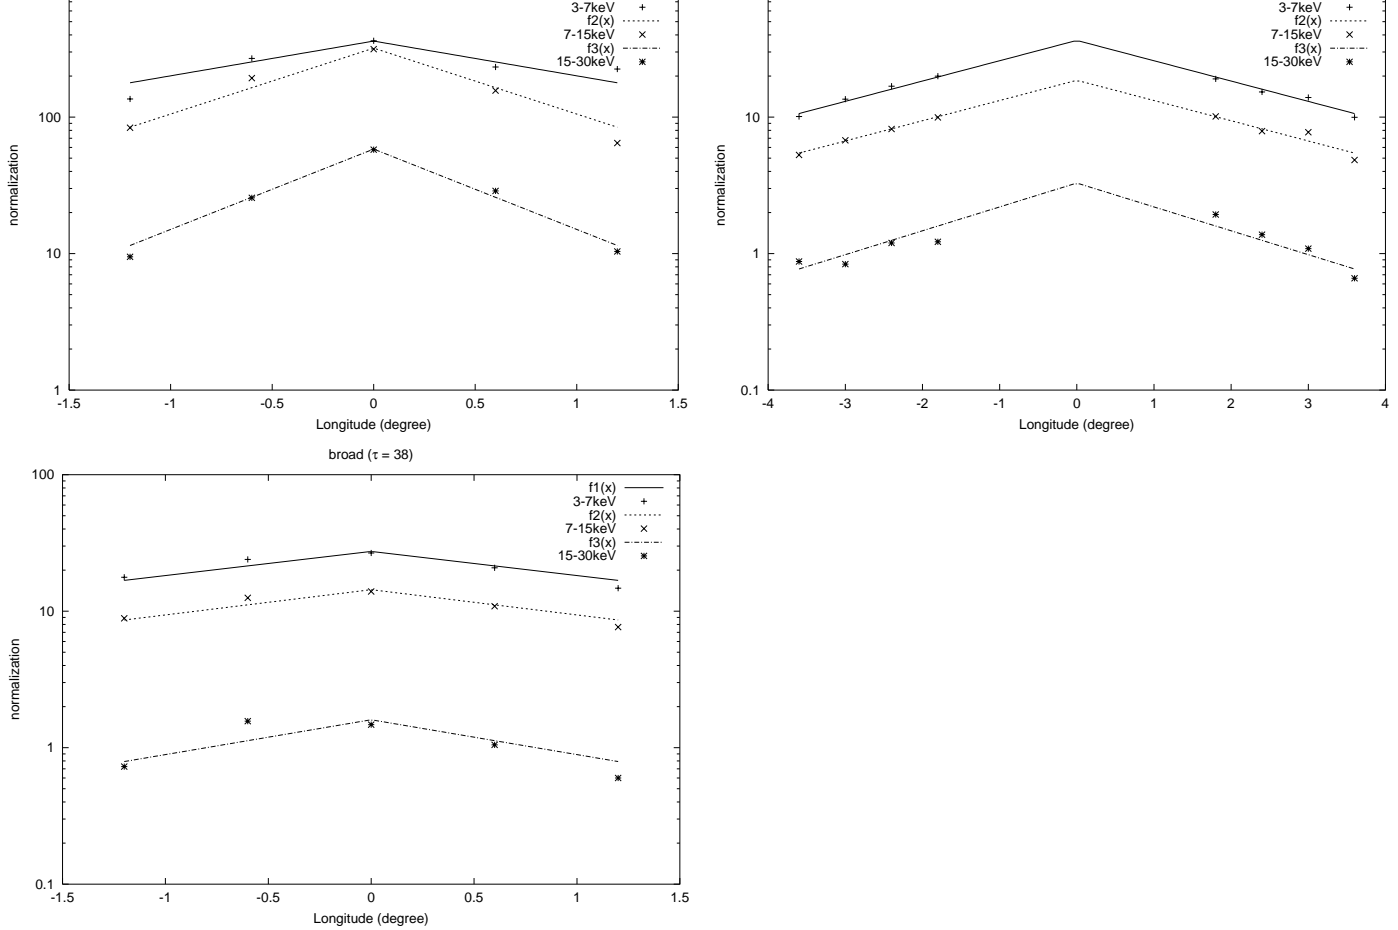 3-7keV
f2(x)
7-15keV
f3(x)
15-30keV
100
10
1
normalization
-1.5 -1 -0.5 0 0.5 1 1.5
Longitude (degree)
3-7keV
f2(x)
7-15keV
f3(x)
15-30keV
10
1
0.1
normalization
-4 -3 -2 0 1 2 3 4
Longitude (degree)
broad (τ = 38)
f1(x)
3-7keV
f2(x)
7-15keV
f3(x)
15-30keV
100
10
1
0.1
normalization
-1.5 -1 -0.5 0 0.5 1 1.5
Longitude (degree)